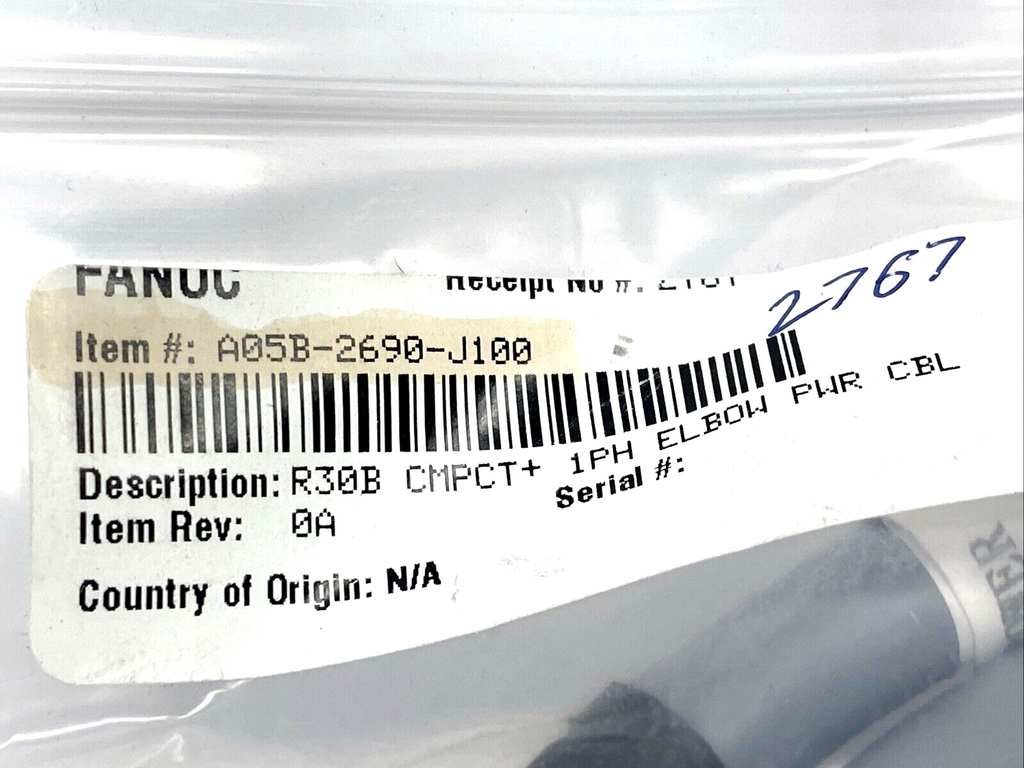 FANUC Receipt No #: 2767
2767
Item #: A05B-2690-J100
Description: R30B CMPCT+ 1PH ELBOW PWR CBL
Item Rev: 0A Serial #:
Country of Origin: N/A